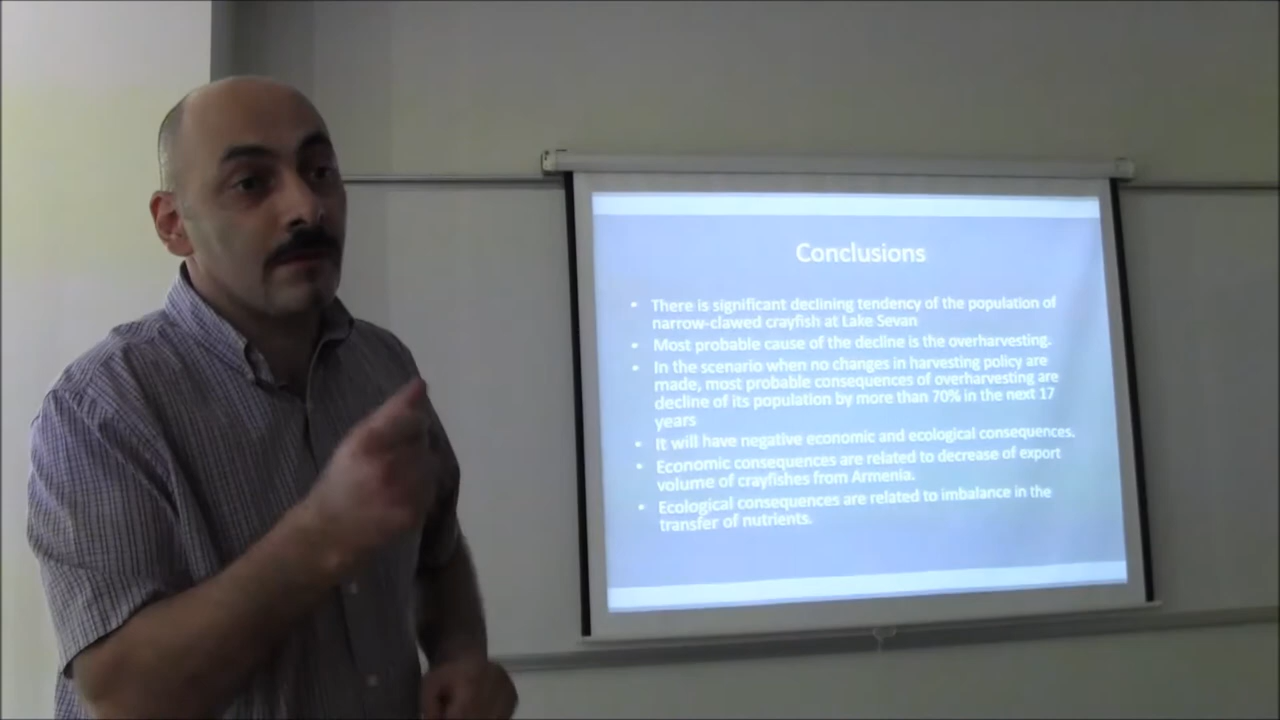 Conclusions
• There is significant declining tendency of the population of
narrow-clawed crayfish at Lake Sevan
• Most probable cause of the decline is the overharvesting.
• In the scenario when no changes in harvesting policy are
made, most probable consequences of overharvesting are
decline of its population by more than 70% in the next 17
years
• It will have negative economic and ecological consequences.
• Economic consequences are related to decrease of export
volume of crayfishes from Armenia.
• Ecological consequences are related to imbalance in the
transfer of nutrients.